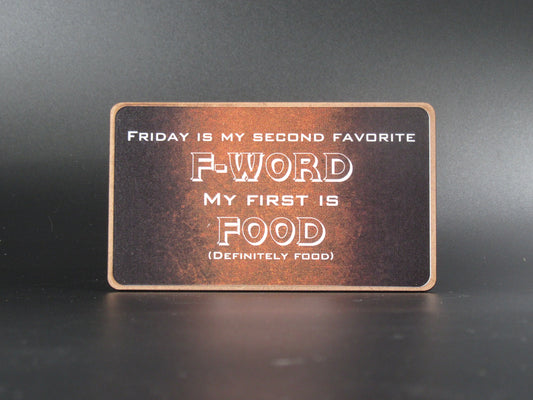 Friday is my second favorite
F-Word
My first is
Food
(Definitely food)